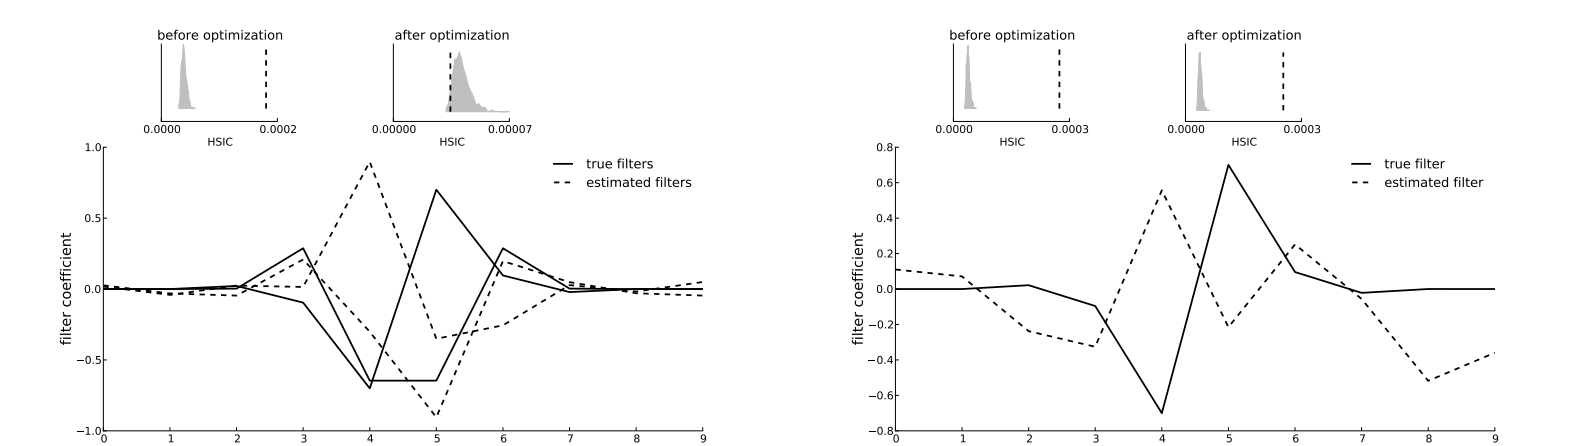 before optimization
after optimization
0.0000
0.0002
HSIC
0.00000
0.00007
HSIC
true filters
estimated filters
filter coefficient
1.0
0.5
0.0
−0.5
−1.0
0 1 2 3 4 5 6 7 8 9
before optimization
after optimization
0.0000
0.0003
HSIC
0.0000
0.0003
HSIC
true filter
estimated filter
filter coefficient
0.8
0.6
0.4
0.2
0.0
−0.2
−0.4
−0.6
−0.8
0 1 2 3 4 5 6 7 8 9